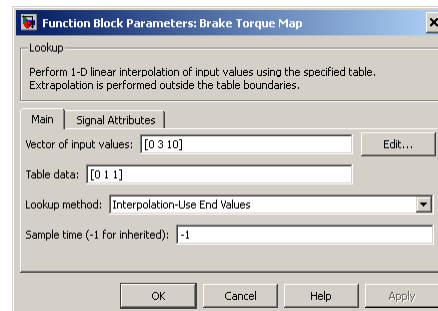 Function Block Parameters: Brake Torque Map
Lookup
Perform 1-D linear interpolation of input values using the specified table.
Extrapolation is performed outside the table boundaries.
Main Signal Attributes
Vector of input values: [0 3 10] Edit...
Table data: [0 1 1]
Lookup method: Interpolation-Use End Values
Sample time (-1 for inherited): -1
OK Cancel Help Apply